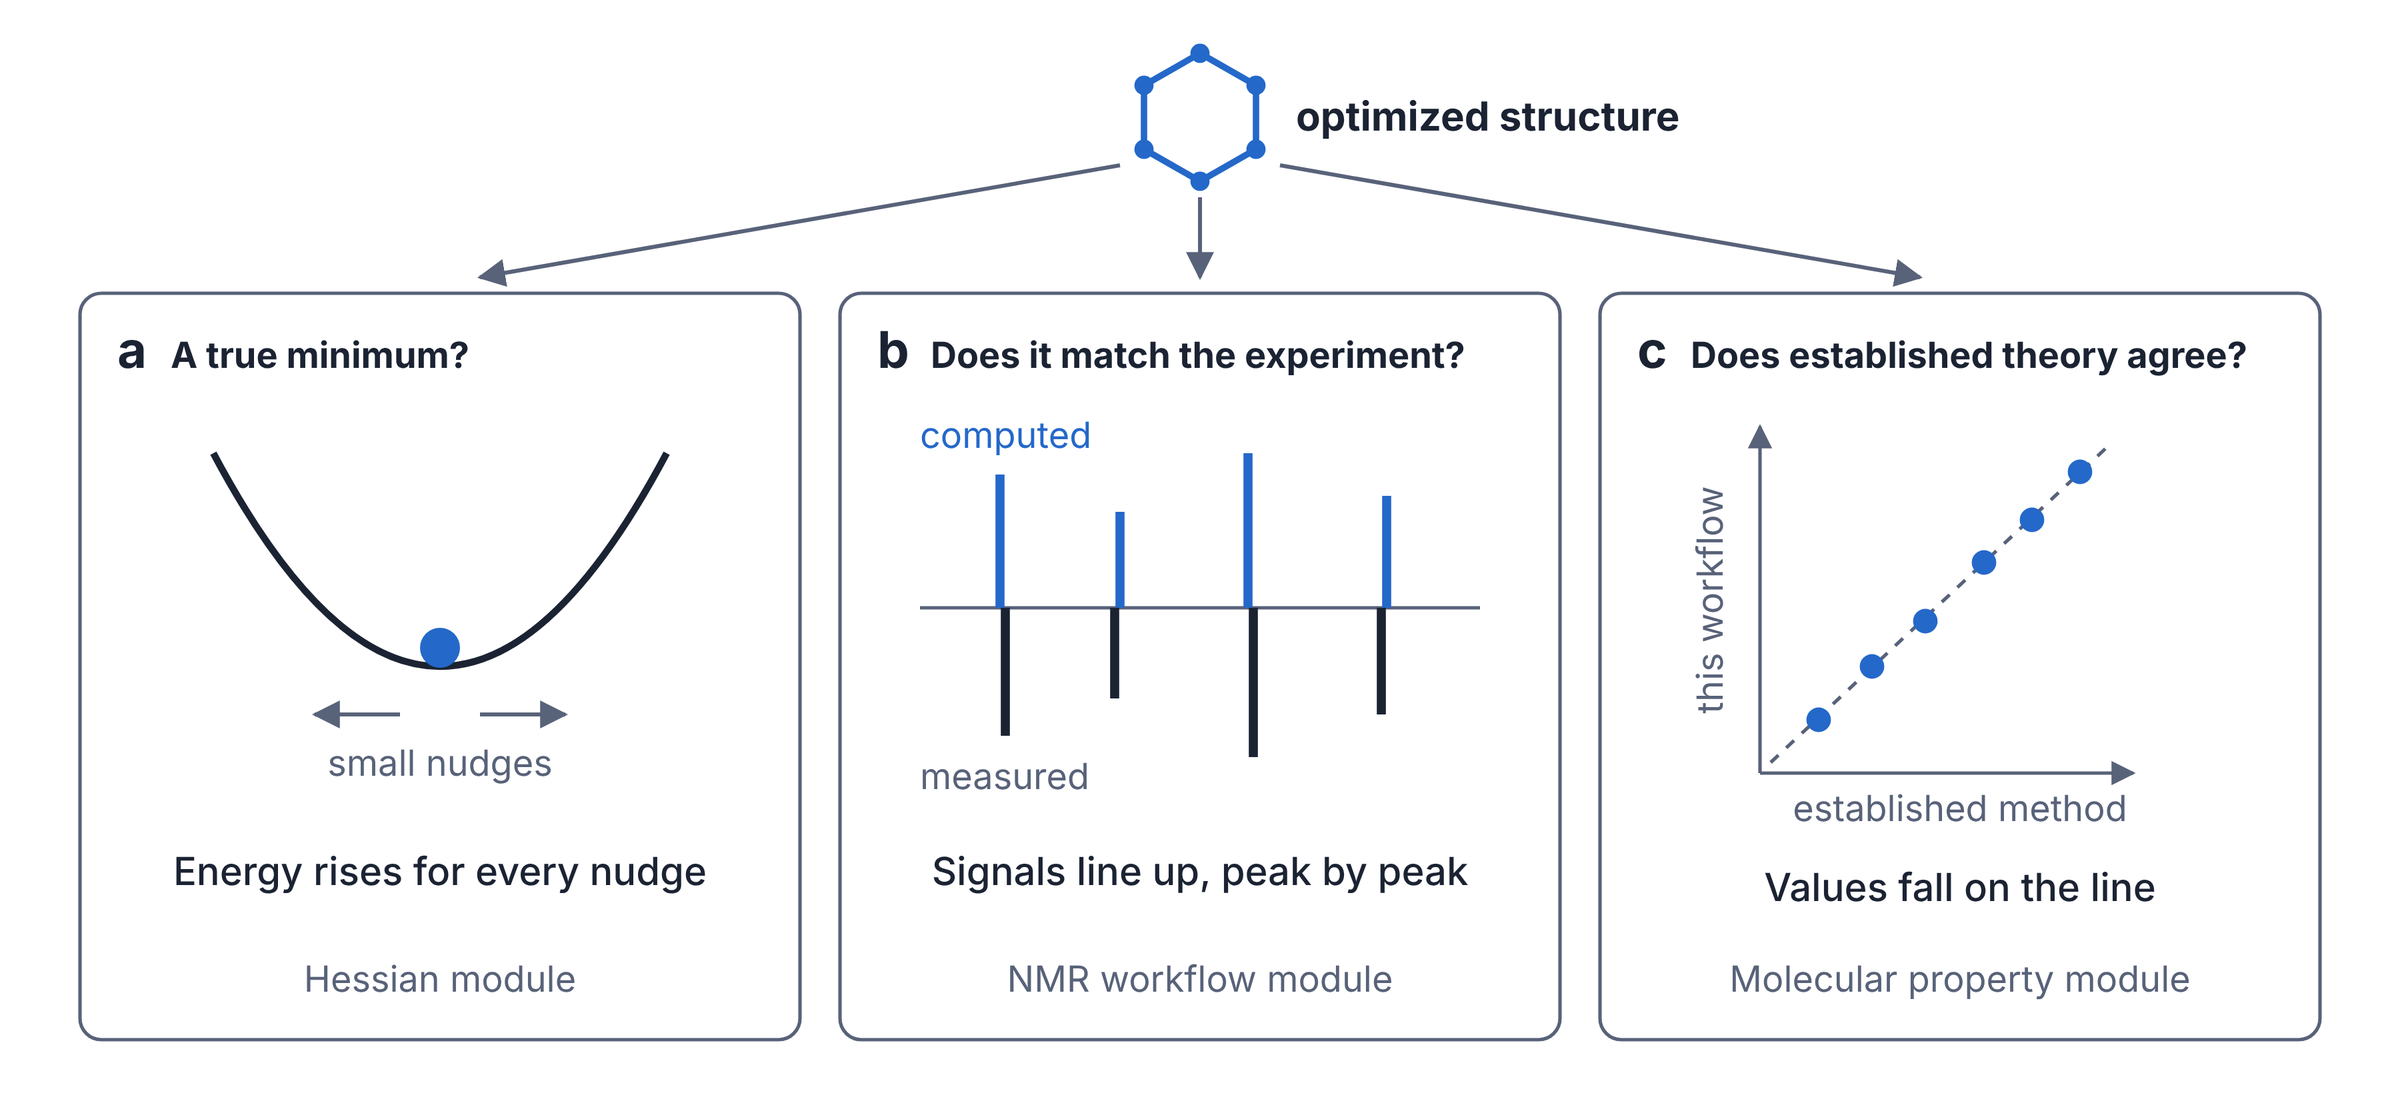 optimized structure
a A true minimum?
small nudges
Energy rises for every nudge
Hessian module
b Does it match the experiment?
computed
measured
Signals line up, peak by peak
NMR workflow module
c Does established theory agree?
this workflow
established method
Values fall on the line
Molecular property module